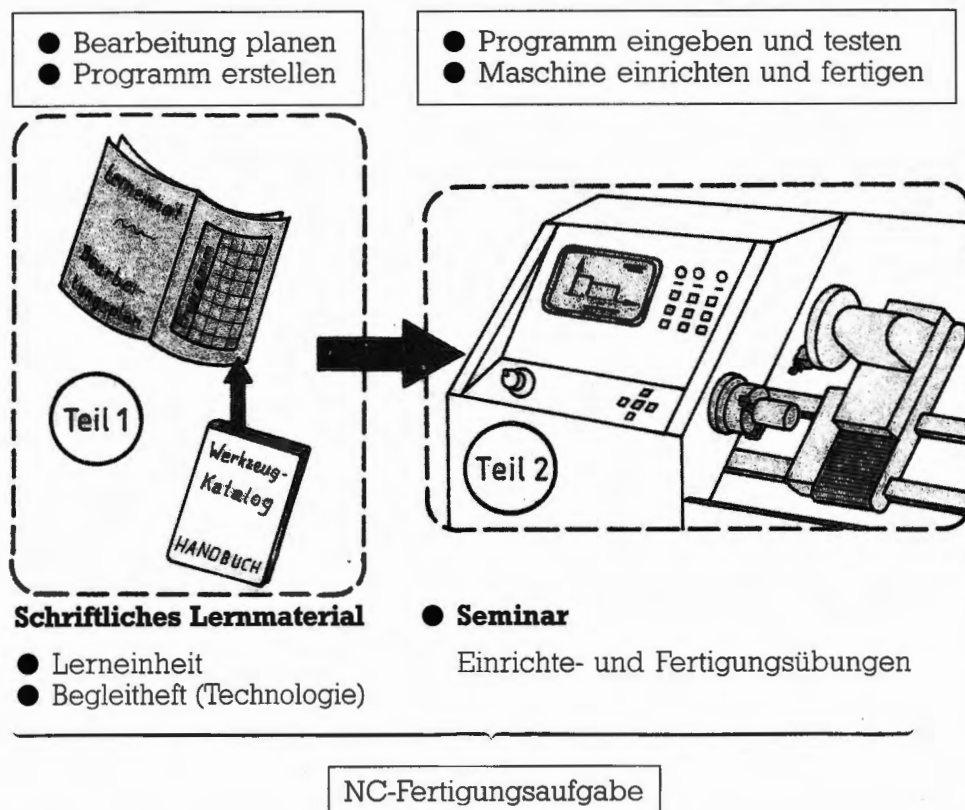 ● Bearbeitung planen
● Programm erstellen
● Programm eingeben und testen
● Maschine einrichten und fertigen
Lerneinheit
Teil 1
Werkzeug-
Katalog
HANDBUCH
Teil 2
Schriftliches Lernmaterial
● Lerneinheit
● Begleitheft (Technologie)
● Seminar
Einrichte- und Fertigungsübungen
NC-Fertigungsaufgabe